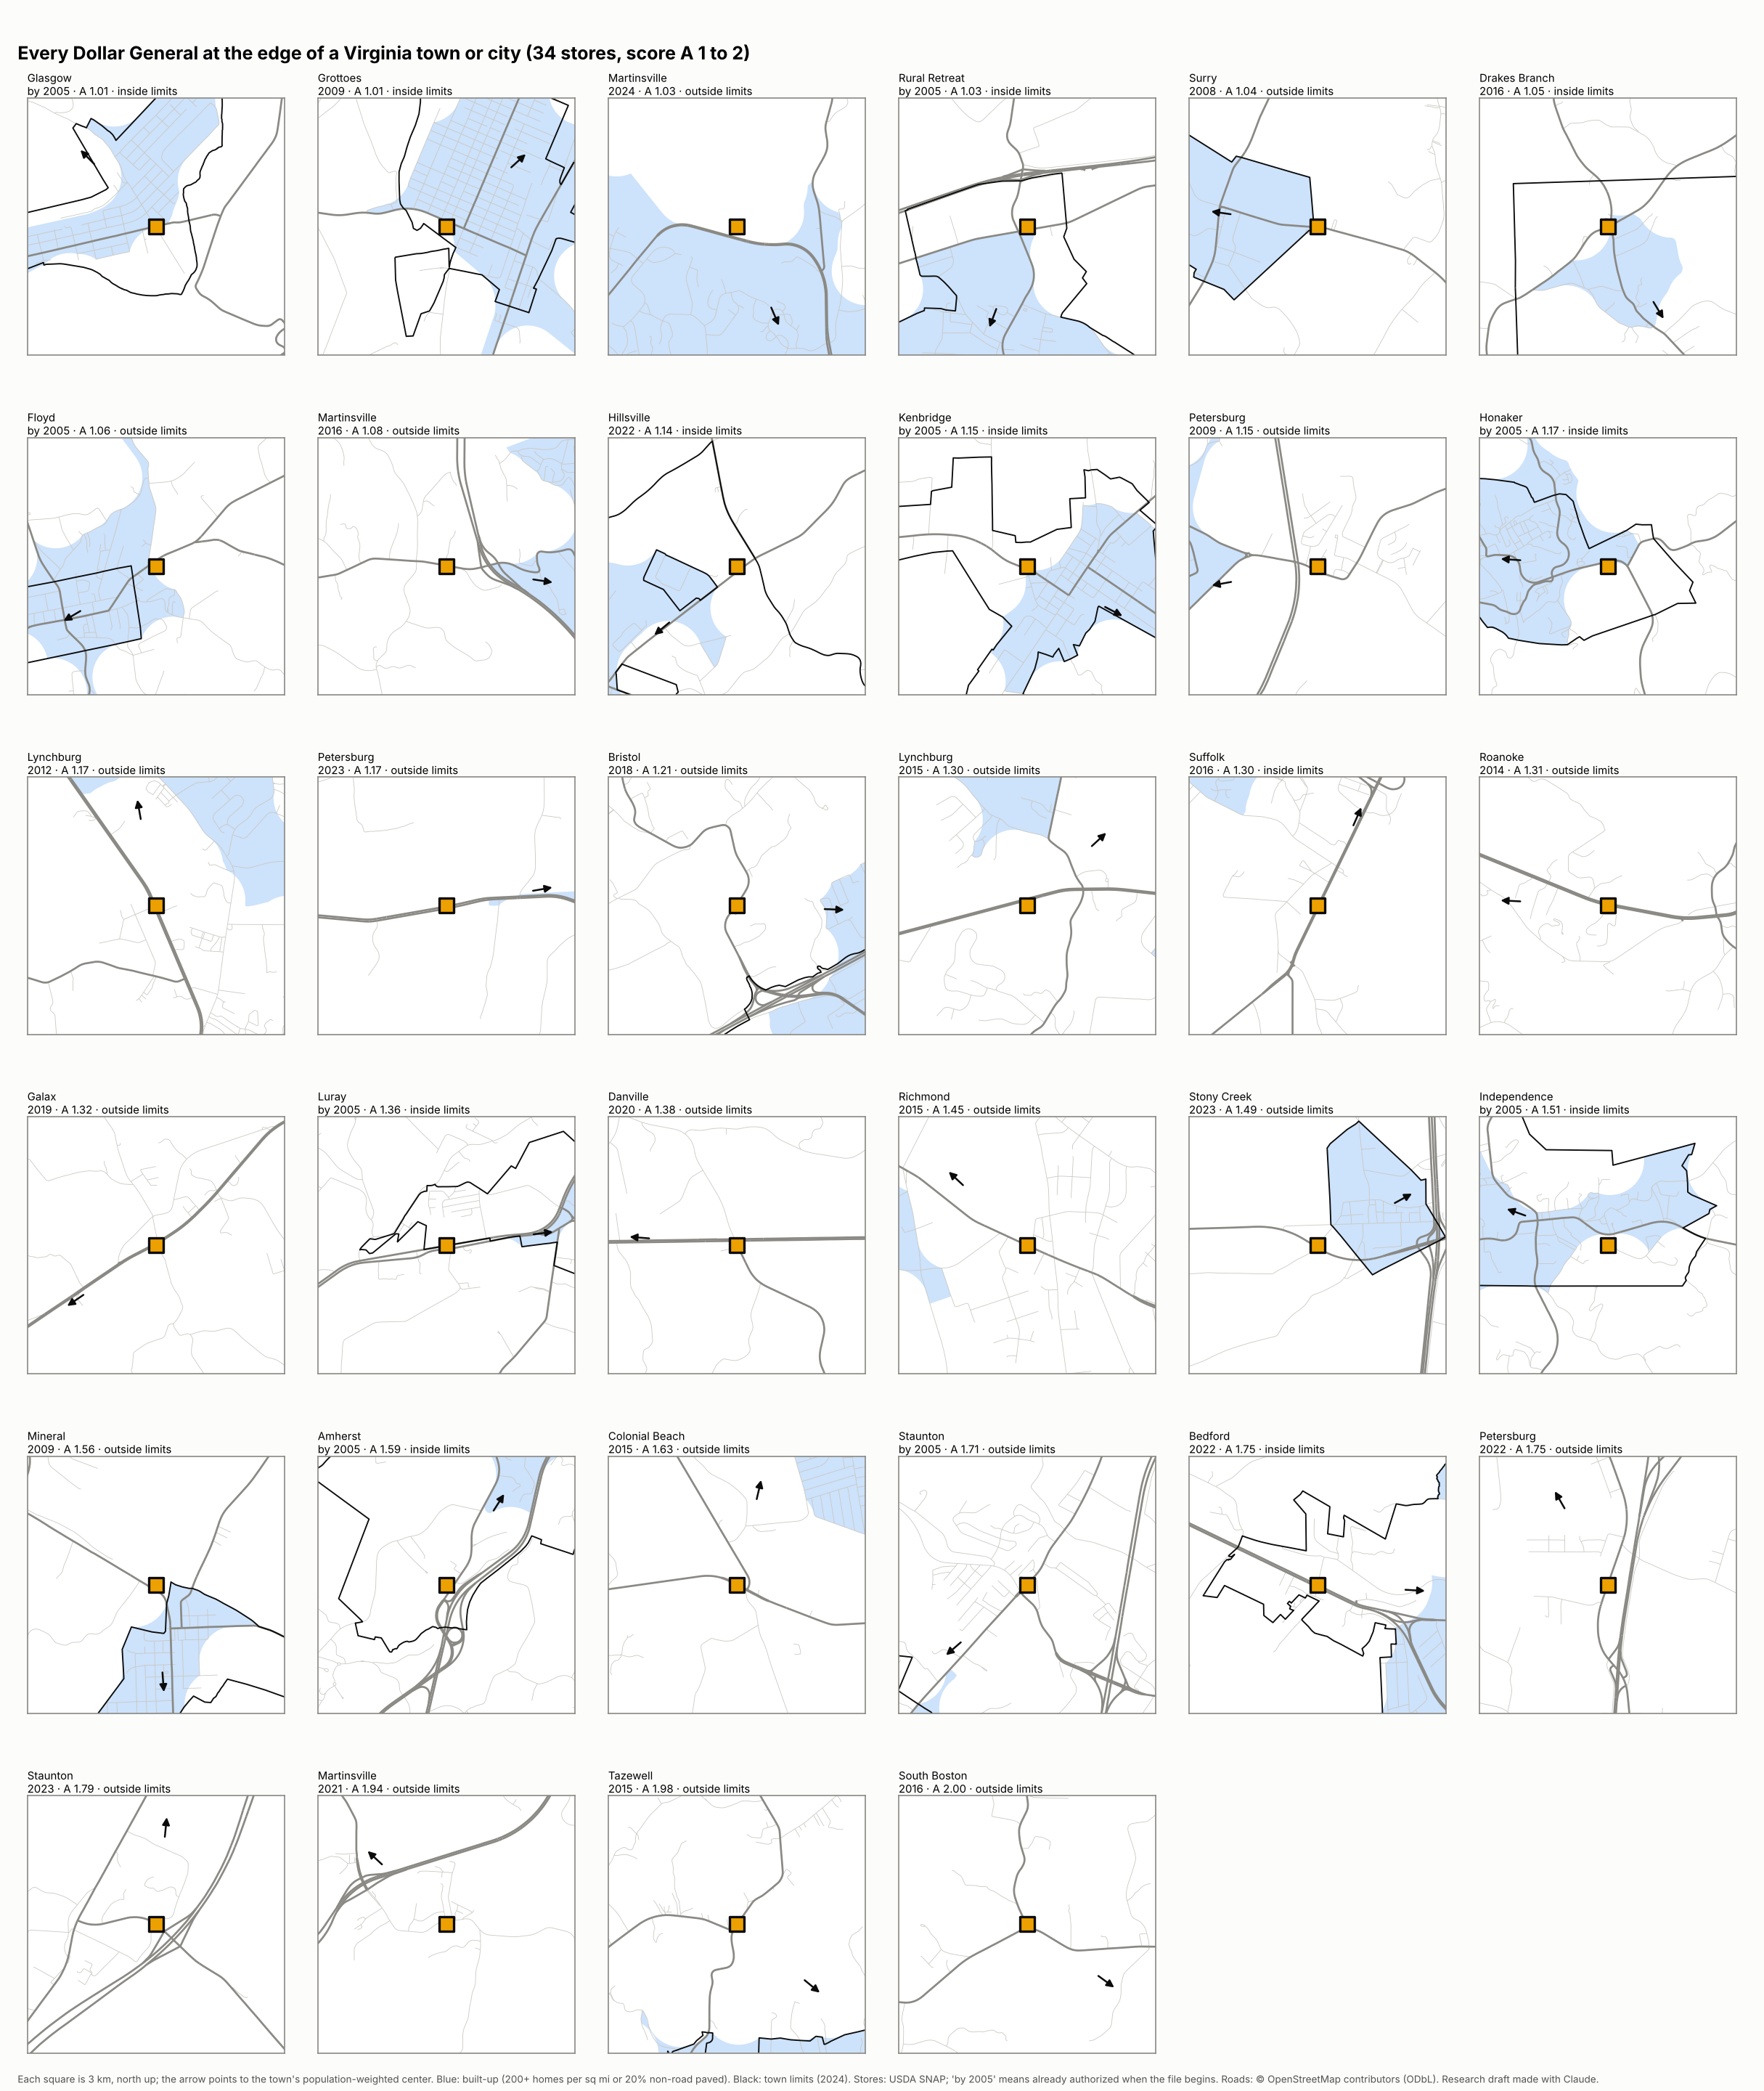 Every Dollar General at the edge of a Virginia town or city (34 stores, score A 1 to 2)
Glasgow
by 2005 · A 1.01 · inside limits
Grottoes
2009 · A 1.01 · inside limits
Martinsville
2024 · A 1.03 · outside limits
Rural Retreat
by 2005 · A 1.03 · inside limits
Surry
2008 · A 1.04 · outside limits
Drakes Branch
2016 · A 1.05 · inside limits
Floyd
by 2005 · A 1.06 · outside limits
Martinsville
2016 · A 1.08 · outside limits
Hillsville
2022 · A 1.14 · inside limits
Kenbridge
by 2005 · A 1.15 · inside limits
Petersburg
2009 · A 1.15 · outside limits
Honaker
by 2005 · A 1.17 · inside limits
Lynchburg
2012 · A 1.17 · outside limits
Petersburg
2023 · A 1.17 · outside limits
Bristol
2018 · A 1.21 · outside limits
Lynchburg
2015 · A 1.30 · outside limits
Suffolk
2016 · A 1.30 · inside limits
Roanoke
2014 · A 1.31 · outside limits
Galax
2019 · A 1.32 · outside limits
Luray
by 2005 · A 1.36 · inside limits
Danville
2020 · A 1.38 · outside limits
Richmond
2015 · A 1.45 · outside limits
Stony Creek
2023 · A 1.49 · outside limits
Independence
by 2005 · A 1.51 · inside limits
Mineral
2009 · A 1.56 · outside limits
Amherst
by 2005 · A 1.59 · inside limits
Colonial Beach
2015 · A 1.63 · outside limits
Staunton
by 2005 · A 1.71 · outside limits
Bedford
2022 · A 1.75 · inside limits
Petersburg
2022 · A 1.75 · outside limits
Staunton
2023 · A 1.79 · outside limits
Martinsville
2021 · A 1.94 · outside limits
Tazewell
2015 · A 1.98 · outside limits
South Boston
2016 · A 2.00 · outside limits
Each square is 3 km, north up; the arrow points to the town's population-weighted center. Blue: built-up (200+ homes per sq mi or 20% non-road paved). Black: town limits (2024). Stores: USDA SNAP; 'by 2005' means already authorized when the file begins. Roads: © OpenStreetMap contributors (ODbL). Research draft made with Claude.